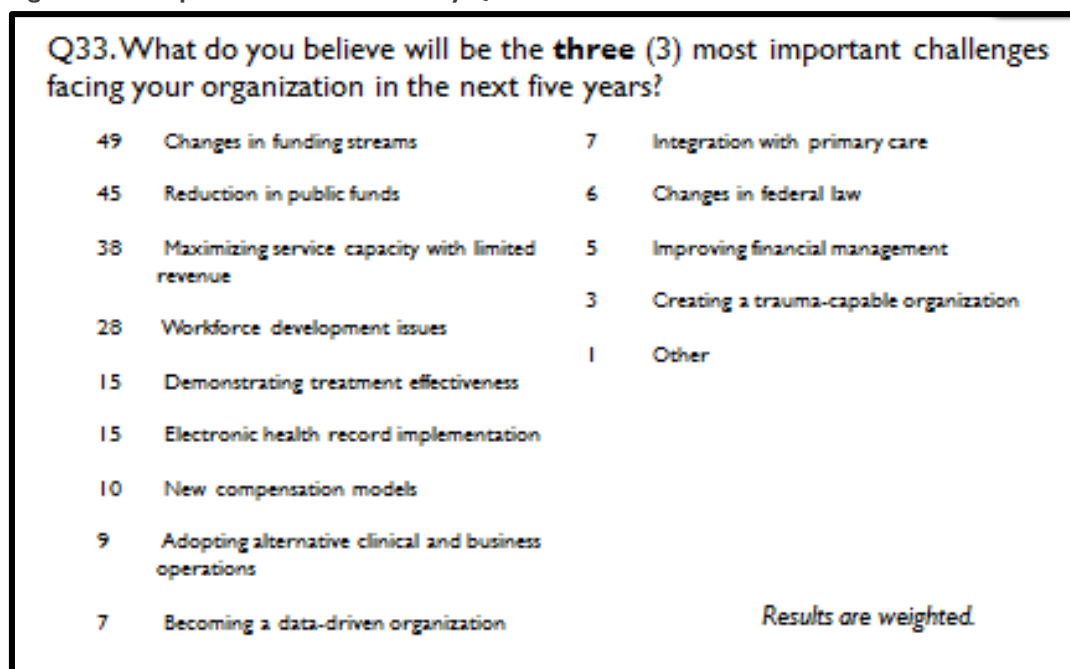 Q33. What do you believe will be the three (3) most important challenges
facing your organization in the next five years?
49 Changes in funding streams
45 Reduction in public funds
38 Maximizing service capacity with limited
revenue
28 Workforce development issues
15 Demonstrating treatment effectiveness
15 Electronic health record implementation
10 New compensation models
9 Adopting alternative clinical and business
operations
7 Becoming a data-driven organization
7 Integration with primary care
6 Changes in federal law
5 Improving financial management
3 Creating a trauma-capable organization
1 Other
Results are weighted.